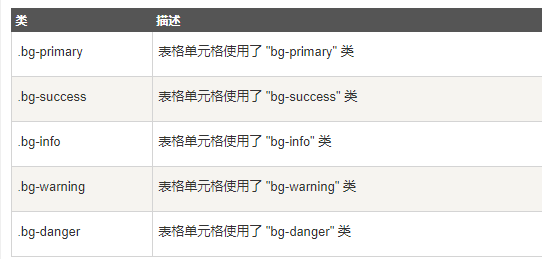 类 描述
.bg-primary 表格单元格使用了 "bg-primary" 类
.bg-success 表格单元格使用了 "bg-success" 类
.bg-info 表格单元格使用了 "bg-info" 类
.bg-warning 表格单元格使用了 "bg-warning" 类
.bg-danger 表格单元格使用了 "bg-danger" 类